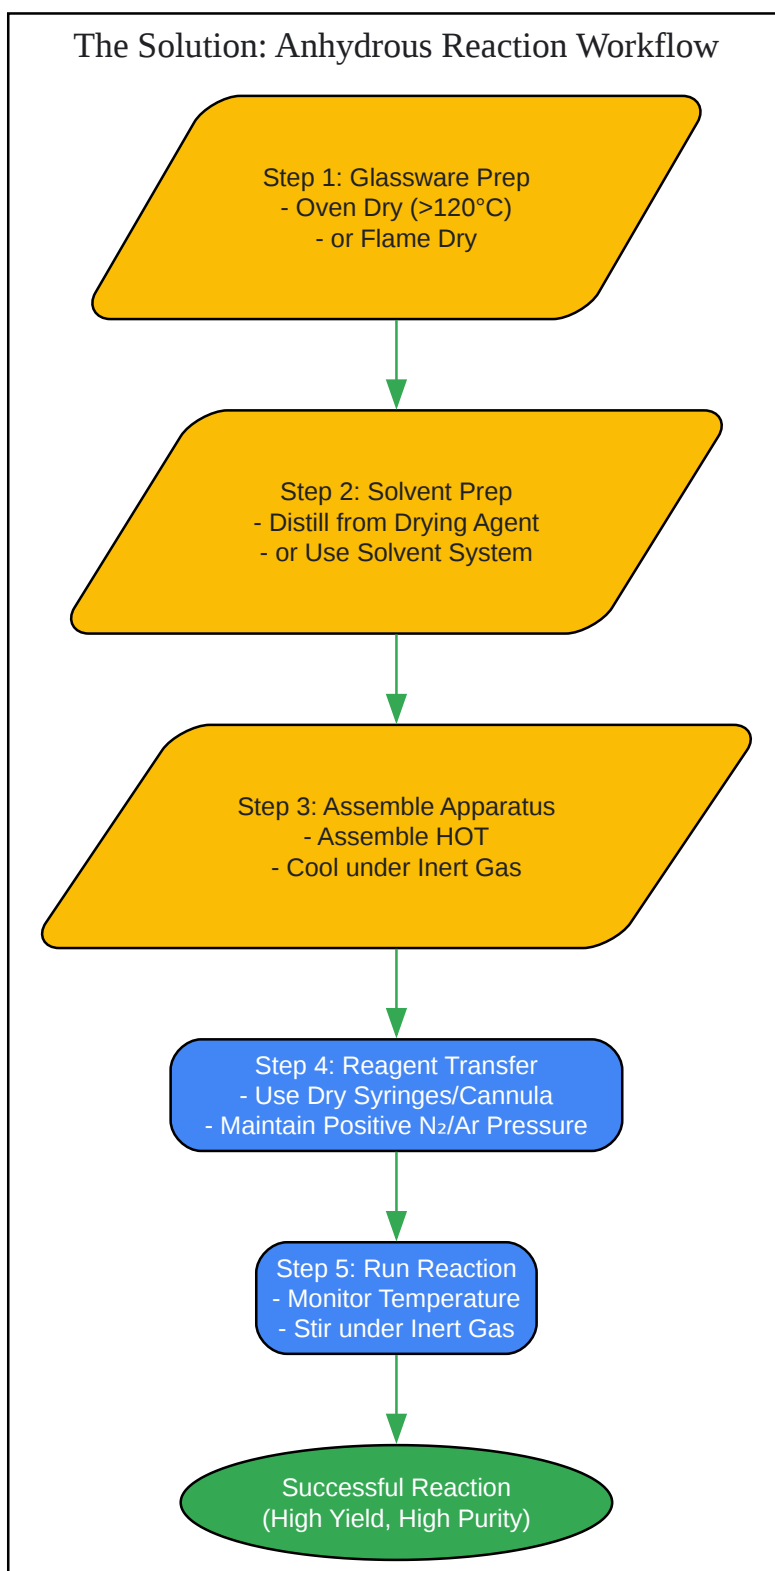 The Solution: Anhydrous Reaction Workflow
Step 1: Glassware Prep
- Oven Dry (>120°C)
- or Flame Dry
Step 2: Solvent Prep
- Distill from Drying Agent
- or Use Solvent System
Step 3: Assemble Apparatus
- Assemble HOT
- Cool under Inert Gas
Step 4: Reagent Transfer
- Use Dry Syringes/Cannula
- Maintain Positive N₂/Ar Pressure
Step 5: Run Reaction
- Monitor Temperature
- Stir under Inert Gas
Successful Reaction
(High Yield, High Purity)